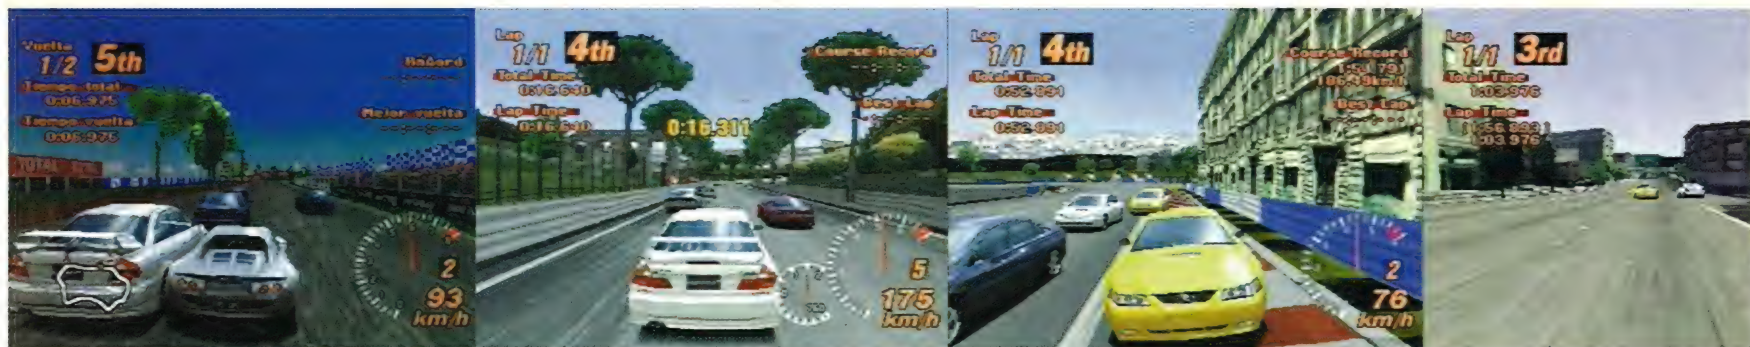 Vuelta
1/2 5th
Tiempo total
0:06.975
Tiempo vuelta
0:06.975
Récord
Mejor vuelta
TOTAL
2
93
km/h
Lap
1/1 4th
Total Time
0:16.640
Lap Time
0:16.640
Course Record
Best Lap
0:16.311
5
175
km/h
Lap
1/1 4th
Total Time
0:52.891
Lap Time
0:52.891
Course Record
Best Lap
2
76
km/h
Lap
1/1 3rd
Total Time
1:03.976
Lap Time
1:03.976